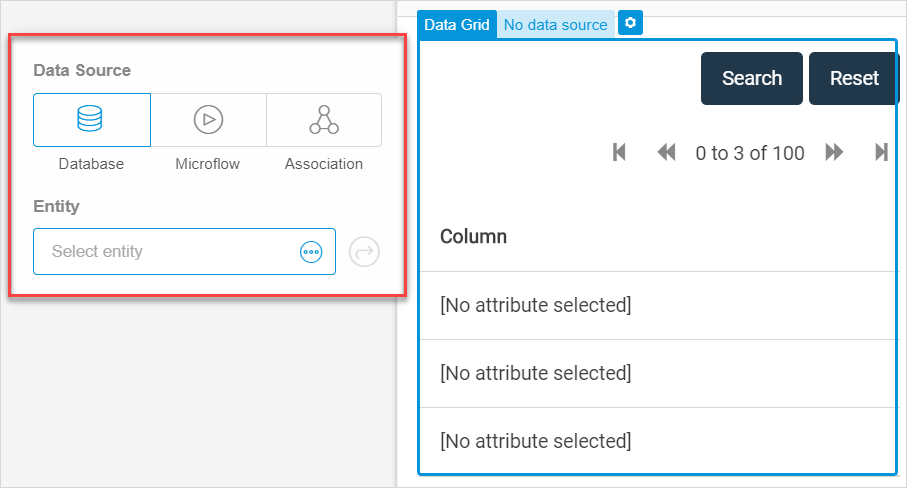 Data Source
Database Microflow Association
Entity
Select entity
Data Grid No data source
Search Reset
0 to 3 of 100
Column
[No attribute selected]
[No attribute selected]
[No attribute selected]